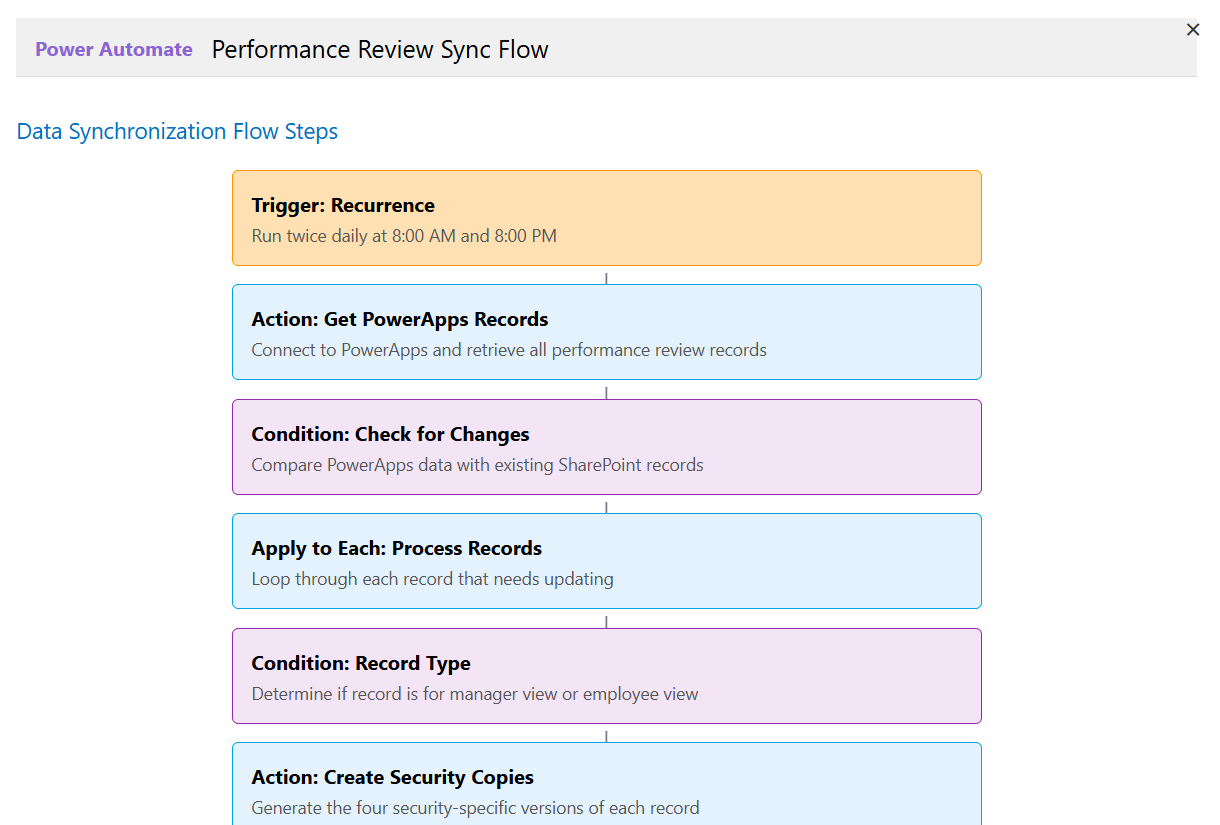 Power Automate Performance Review Sync Flow
Data Synchronization Flow Steps
Trigger: Recurrence
Run twice daily at 8:00 AM and 8:00 PM
Action: Get PowerApps Records
Connect to PowerApps and retrieve all performance review records
Condition: Check for Changes
Compare PowerApps data with existing SharePoint records
Apply to Each: Process Records
Loop through each record that needs updating
Condition: Record Type
Determine if record is for manager view or employee view
Action: Create Security Copies
Generate the four security-specific versions of each record